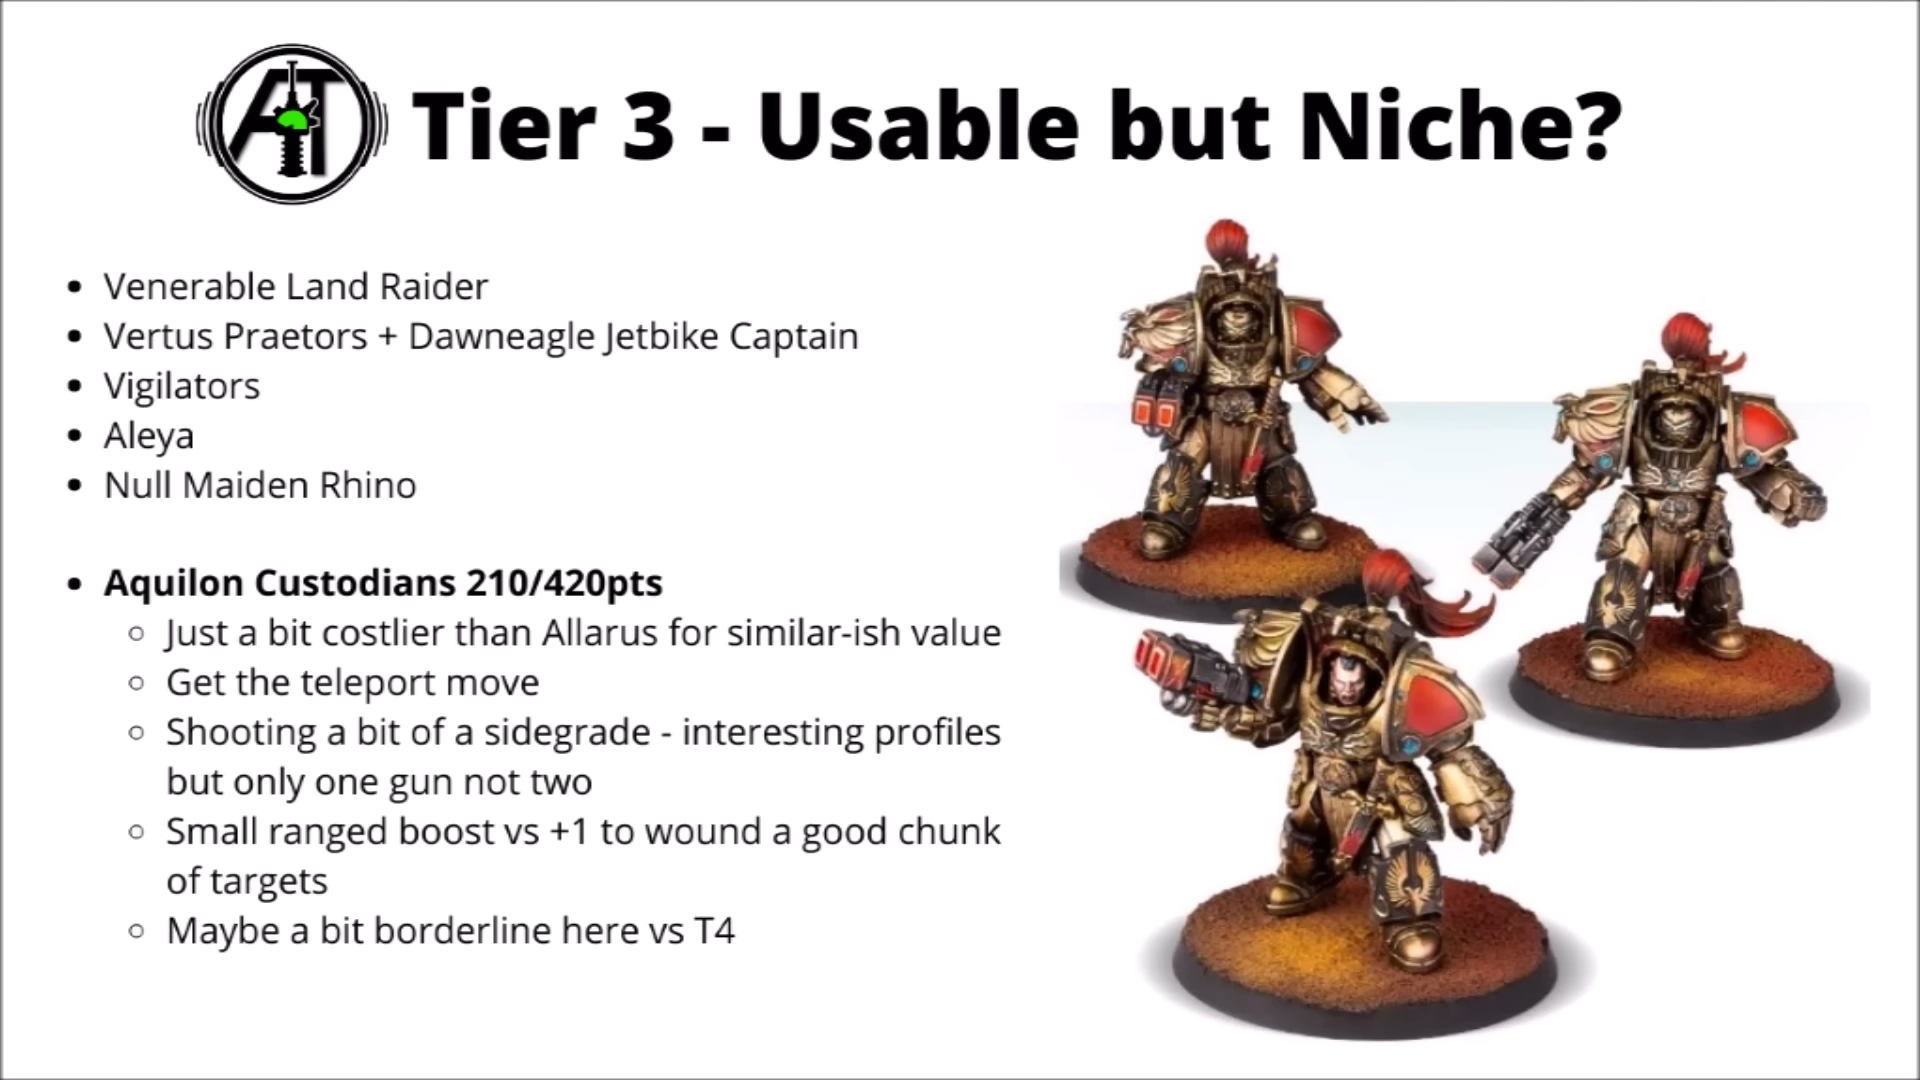 AT
Tier 3 - Usable but Niche?
• Venerable Land Raider
• Vertus Praetors + Dawneagle Jetbike Captain
• Vigilators
• Aleya
• Null Maiden Rhino
• Aquilon Custodians 210/420pts
◦ Just a bit costlier than Allarus for similar-ish value
◦ Get the teleport move
◦ Shooting a bit of a sidegrade - interesting profiles
but only one gun not two
◦ Small ranged boost vs +1 to wound a good chunk
of targets
◦ Maybe a bit borderline here vs T4